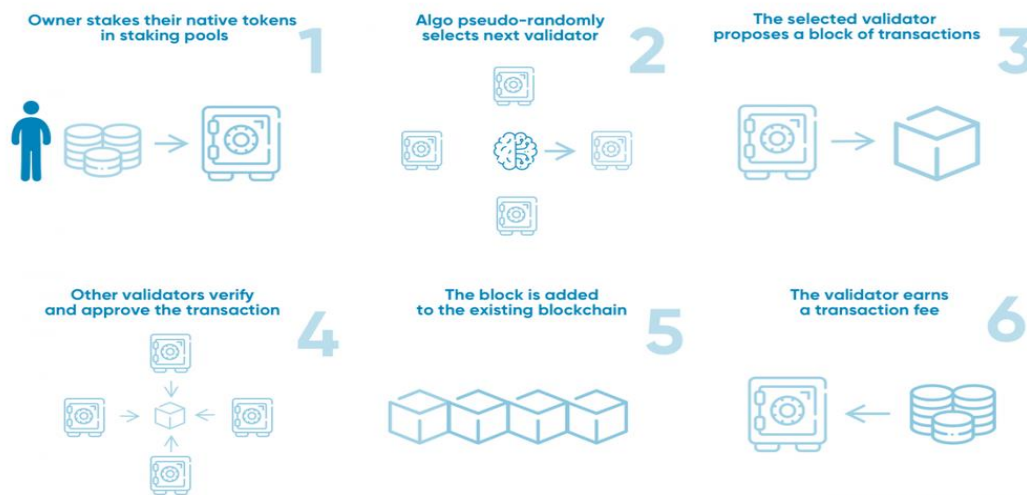 Owner stakes their native tokens
in staking pools
1
Algo pseudo-randomly
selects next validator
2
The selected validator
proposes a block of transactions
3
Other validators verify
and approve the transaction
4
The block is added
to the existing blockchain
5
The validator earns
a transaction fee
6